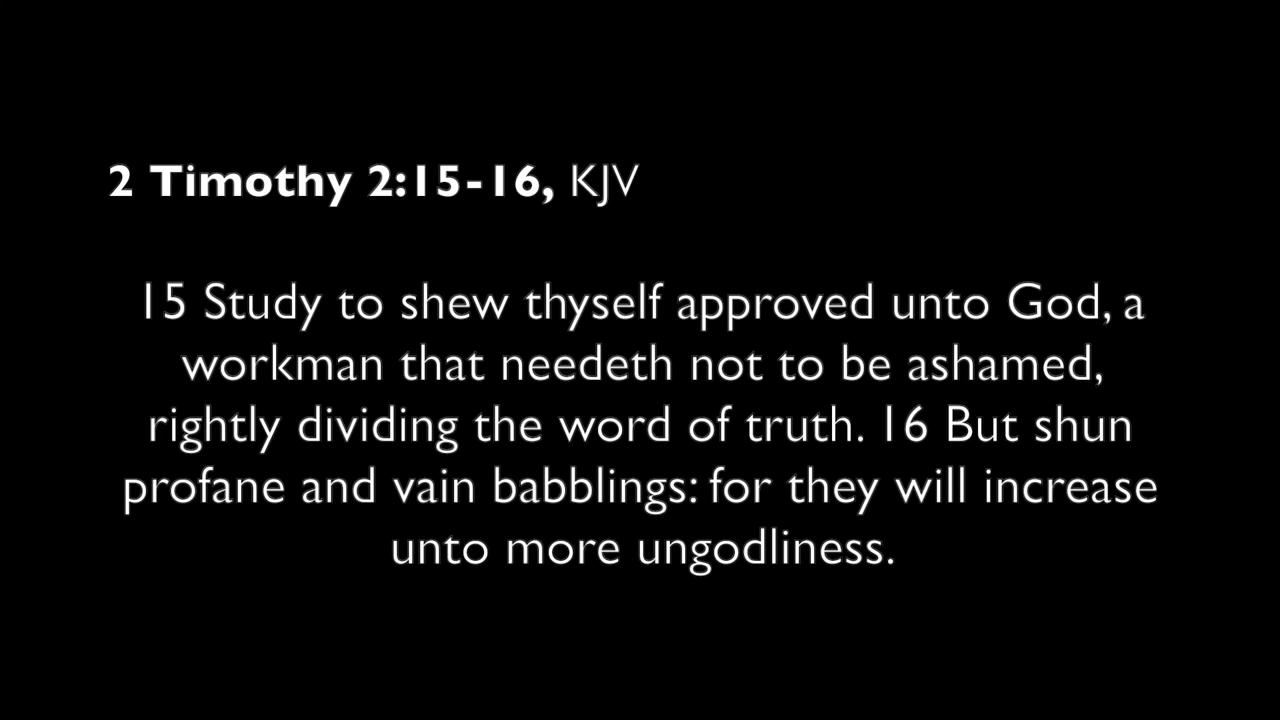 2 Timothy 2:15-16, KJV
15 Study to shew thyself approved unto God, a
workman that needeth not to be ashamed,
rightly dividing the word of truth. 16 But shun
profane and vain babblings: for they will increase
unto more ungodliness.